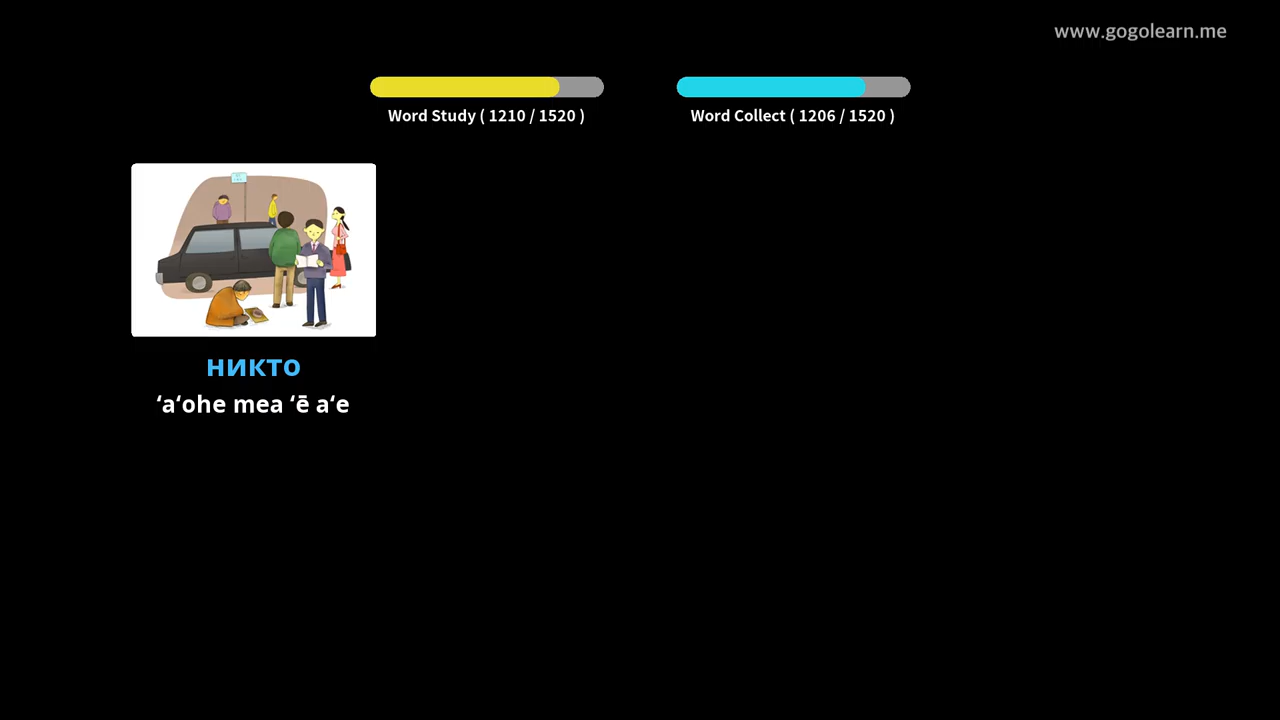 www.gogolearn.me
Word Study ( 1210 / 1520 )
Word Collect ( 1206 / 1520 )
никто
ʻaʻohe mea ʻē aʻe